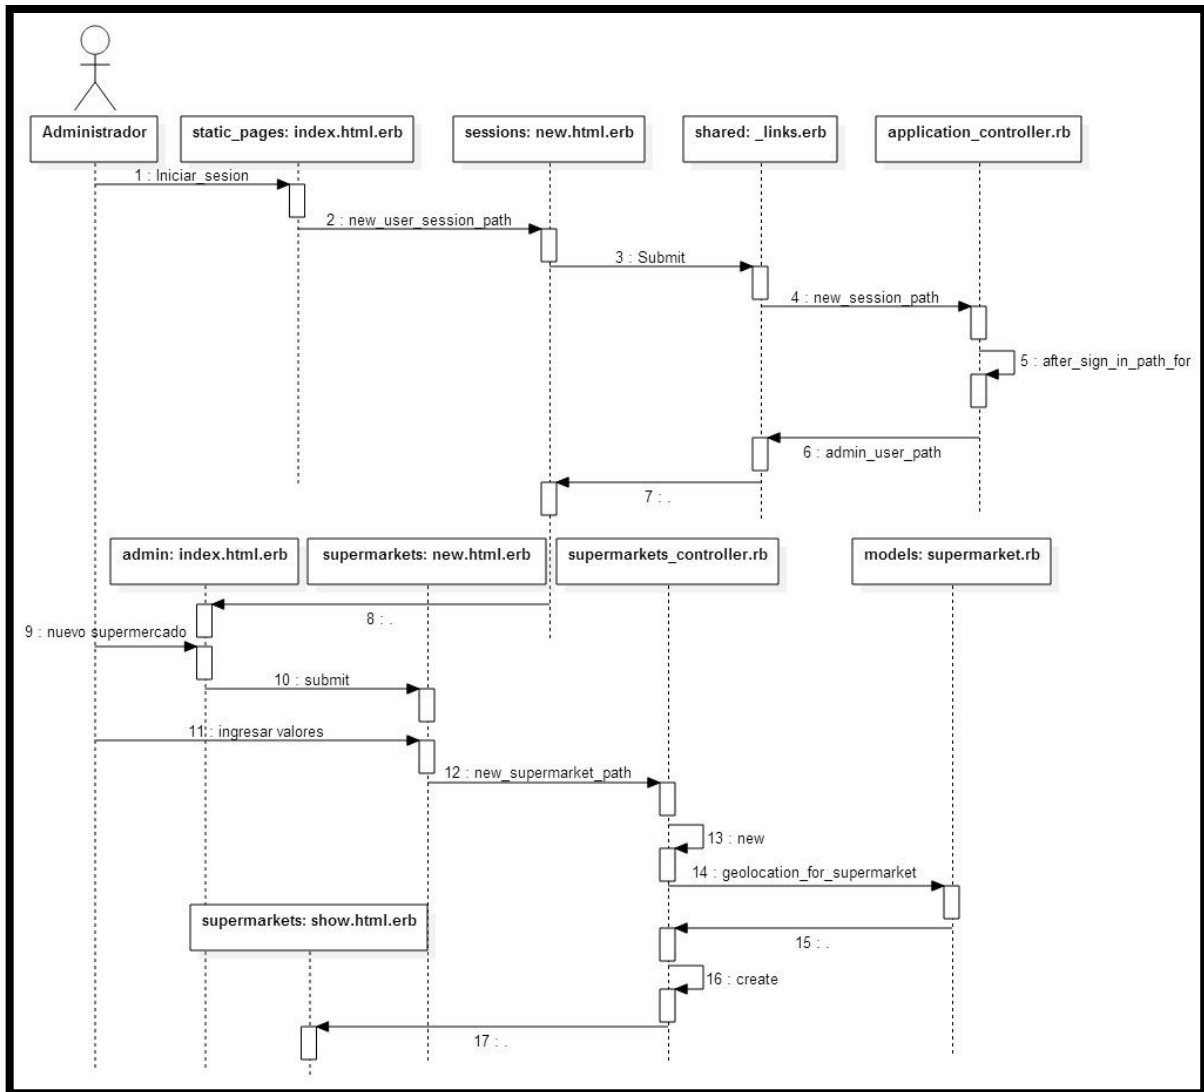 Administrador
static_pages: index.html.erb
sessions: new.html.erb
shared: _links.erb
application_controller.rb
1 : Iniciar_sesion
2 : new_user_session_path
3 : Submit
4 : new_session_path
5 : after_sign_in_path_for
6 : admin_user_path
7 : .
admin: index.html.erb
supermarkets: new.html.erb
supermarkets_controller.rb
models: supermarket.rb
8 : .
9 : nuevo supermercado
10 : submit
11 : ingresar valores
12 : new_supermarket_path
13 : new
14 : geolocation_for_supermarket
supermarkets: show.html.erb
15 : .
16 : create
17 : .